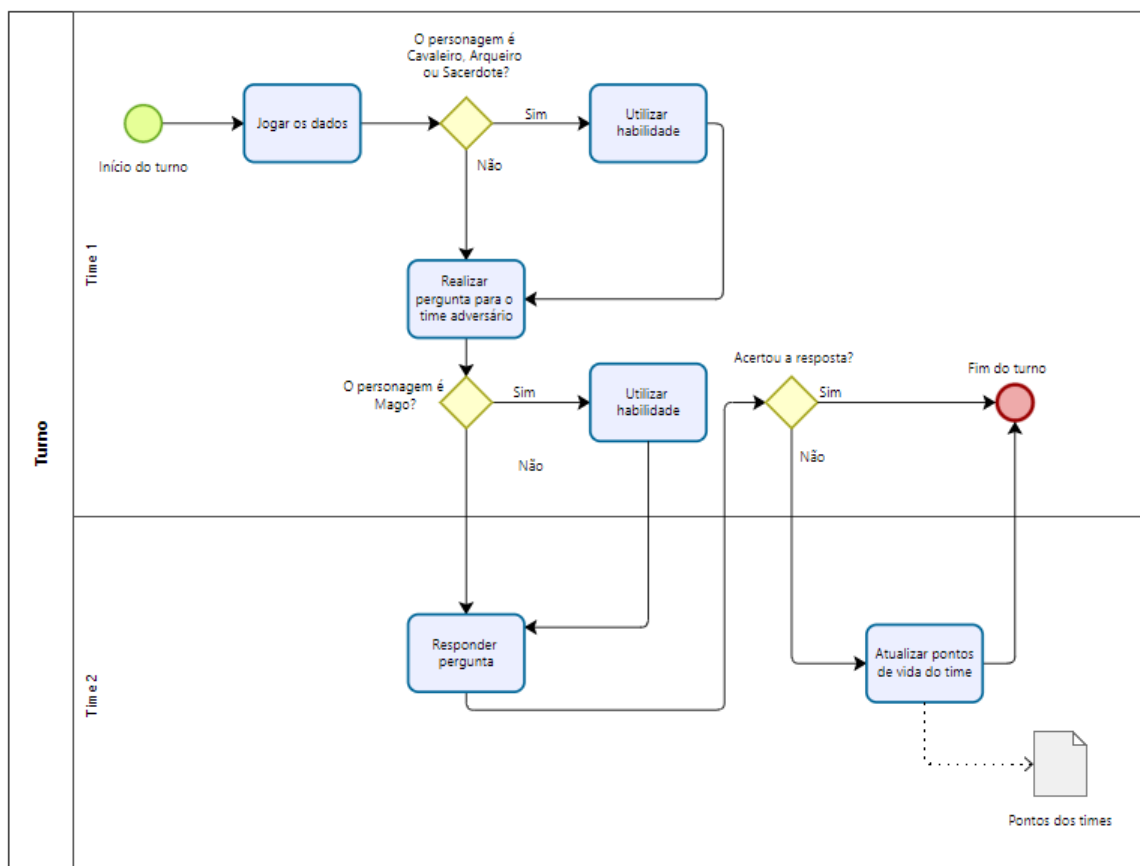 Turno
Time 1
O personagem é
Cavaleiro, Arqueiro
ou Sacerdote?
Início do turno
Jogar os dados
Sim
Utilizar
habilidade
Não
Realizar
pergunta para o
time adversário
O personagem é
Mago?
Sim
Utilizar
habilidade
Não
Acertou a resposta?
Sim
Não
Fim do turno
Time 2
Responder
pergunta
Atualizar pontos
de vida do time
Pontos dos times